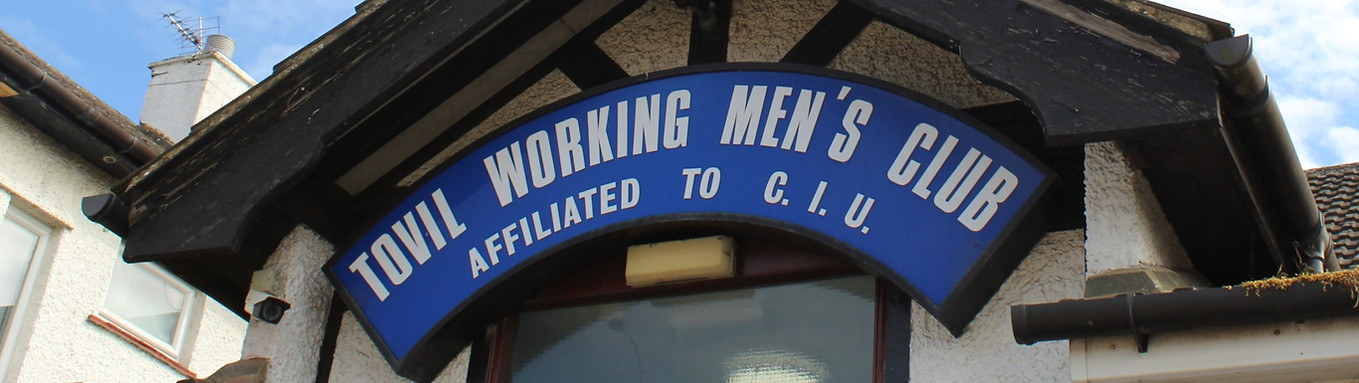 TOVIL WORKING MEN'S CLUB
AFFILIATED TO C. I. U.